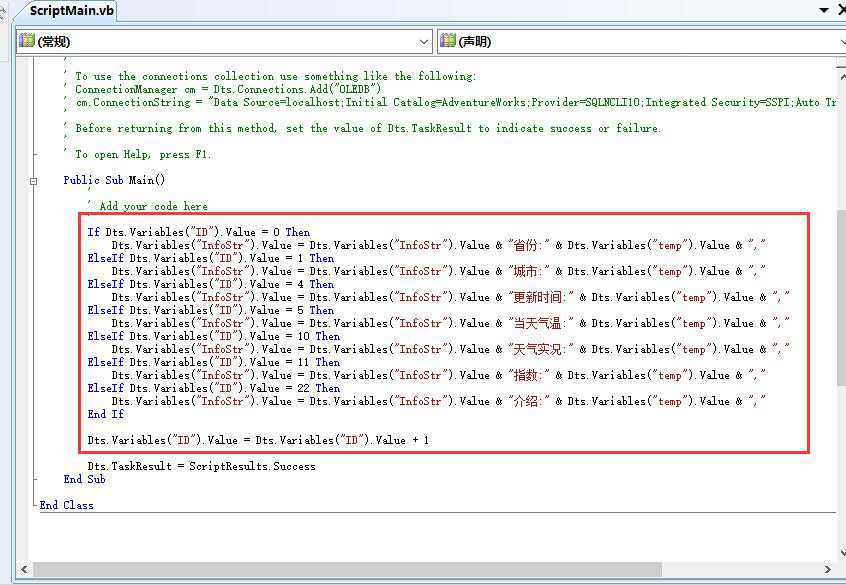 ScriptMain.vb
(常规)
(声明)
'
' To use the connections collection use something like the following:
' ConnectionManager cm = Dts.Connections.Add("OLEDB")
' cm.ConnectionString = "Data Source=localhost;Initial Catalog=AdventureWorks;Provider=SQLNCLI10;Integrated Security=SSPI;Auto Tr
'
' Before returning from this method, set the value of Dts.TaskResult to indicate success or failure.
'
' To open Help, press F1.
Public Sub Main()
'
' Add your code here
'
If Dts.Variables("ID").Value = 0 Then
Dts.Variables("InfoStr").Value = Dts.Variables("InfoStr").Value & "省份:" & Dts.Variables("temp").Value & ","
ElseIf Dts.Variables("ID").Value = 1 Then
Dts.Variables("InfoStr").Value = Dts.Variables("InfoStr").Value & "城市:" & Dts.Variables("temp").Value & ","
ElseIf Dts.Variables("ID").Value = 4 Then
Dts.Variables("InfoStr").Value = Dts.Variables("InfoStr").Value & "更新时间:" & Dts.Variables("temp").Value & ","
ElseIf Dts.Variables("ID").Value = 5 Then
Dts.Variables("InfoStr").Value = Dts.Variables("InfoStr").Value & "当天气温:" & Dts.Variables("temp").Value & ","
ElseIf Dts.Variables("ID").Value = 10 Then
Dts.Variables("InfoStr").Value = Dts.Variables("InfoStr").Value & "天气实况:" & Dts.Variables("temp").Value & ","
ElseIf Dts.Variables("ID").Value = 11 Then
Dts.Variables("InfoStr").Value = Dts.Variables("InfoStr").Value & "指数:" & Dts.Variables("temp").Value & ","
ElseIf Dts.Variables("ID").Value = 22 Then
Dts.Variables("InfoStr").Value = Dts.Variables("InfoStr").Value & "介绍:" & Dts.Variables("temp").Value & ","
End If
Dts.Variables("ID").Value = Dts.Variables("ID").Value + 1
Dts.TaskResult = ScriptResults.Success
End Sub
End Class